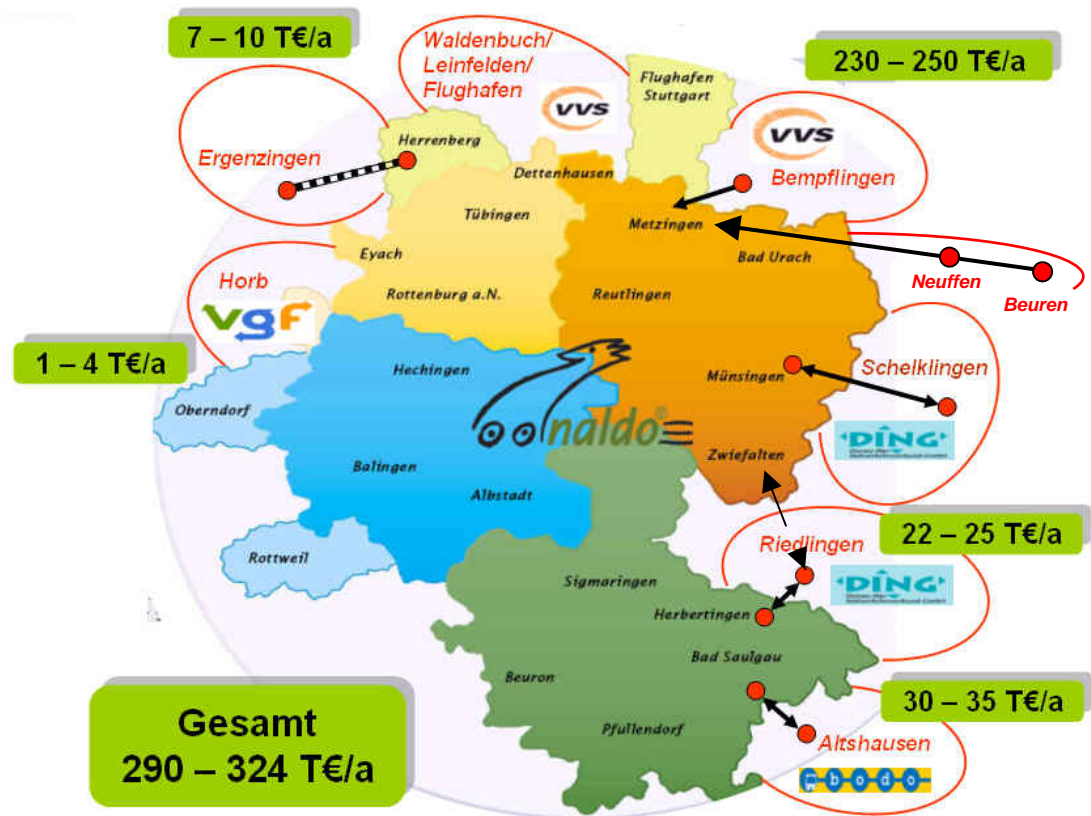 7 – 10 T€/a
Waldenbuch/
Leinfelden/
Flughafen
230 – 250 T€/a
Flughafen
Stuttgart
VVS
VVS
Herrenberg
Ergenzingen
Dettenhausen
Bempflingen
Tübingen
Metzingen
Eyach
Bad Urach
Horb
Rottenburg a.N.
Reutlingen
Neuffen
Beuren
vgf
1 – 4 T€/a
Hechingen
Münsingen
Schelklingen
Oberndorf
naldo®
DING
Balingen
Zwiefalten
Albstadt
22 – 25 T€/a
Riedlingen
Rottweil
Sigmaringen
DING
Herbertingen
Bad Saulgau
Beuron
30 – 35 T€/a
Gesamt
290 – 324 T€/a
Pfullendorf
Altshausen
bodo